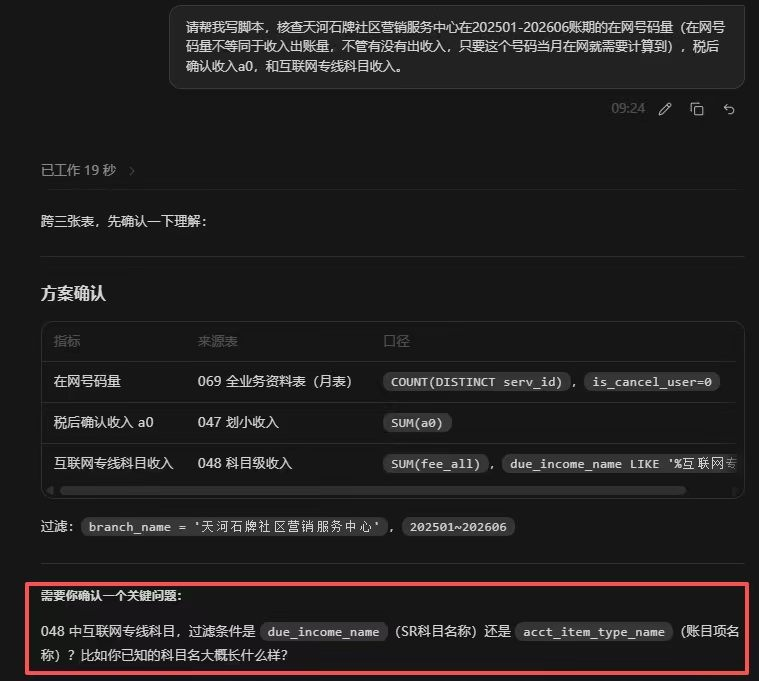 请帮我写脚本，核查天河石牌社区营销服务中心在202501-202606账期的在网号码量（在网号
码量不等同于收入出账量，不管有没有出收入，只要这个号码当月在网就需要计算到），税后
确认收入a0，和互联网专线科目收入。
09:24
已工作 19 秒
跨三张表，先确认一下理解：
方案确认
指标 来源表 口径
在网号码量 069 全业务资料表（月表） COUNT(DISTINCT serv_id) ， is_cancel_user=0
税后确认收入 a0 047 划小收入 SUM(a0)
互联网专线科目收入 048 科目级收入 SUM(fee_all) ， due_income_name LIKE '%互联网专
过滤： branch_name = '天河石牌社区营销服务中心' ， 202501~202606
需要你确认一个关键问题：
048 中互联网专线科目，过滤条件是 due_income_name （SR科目名称）还是 acct_item_type_name （账目项名
称）？比如你已知的科目名大概长什么样？